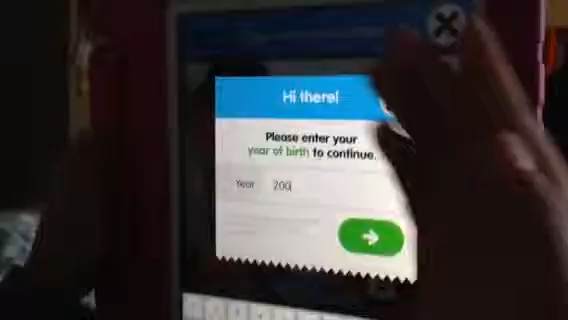 Hi there!
Please enter your
year of birth to continue.
Year 200